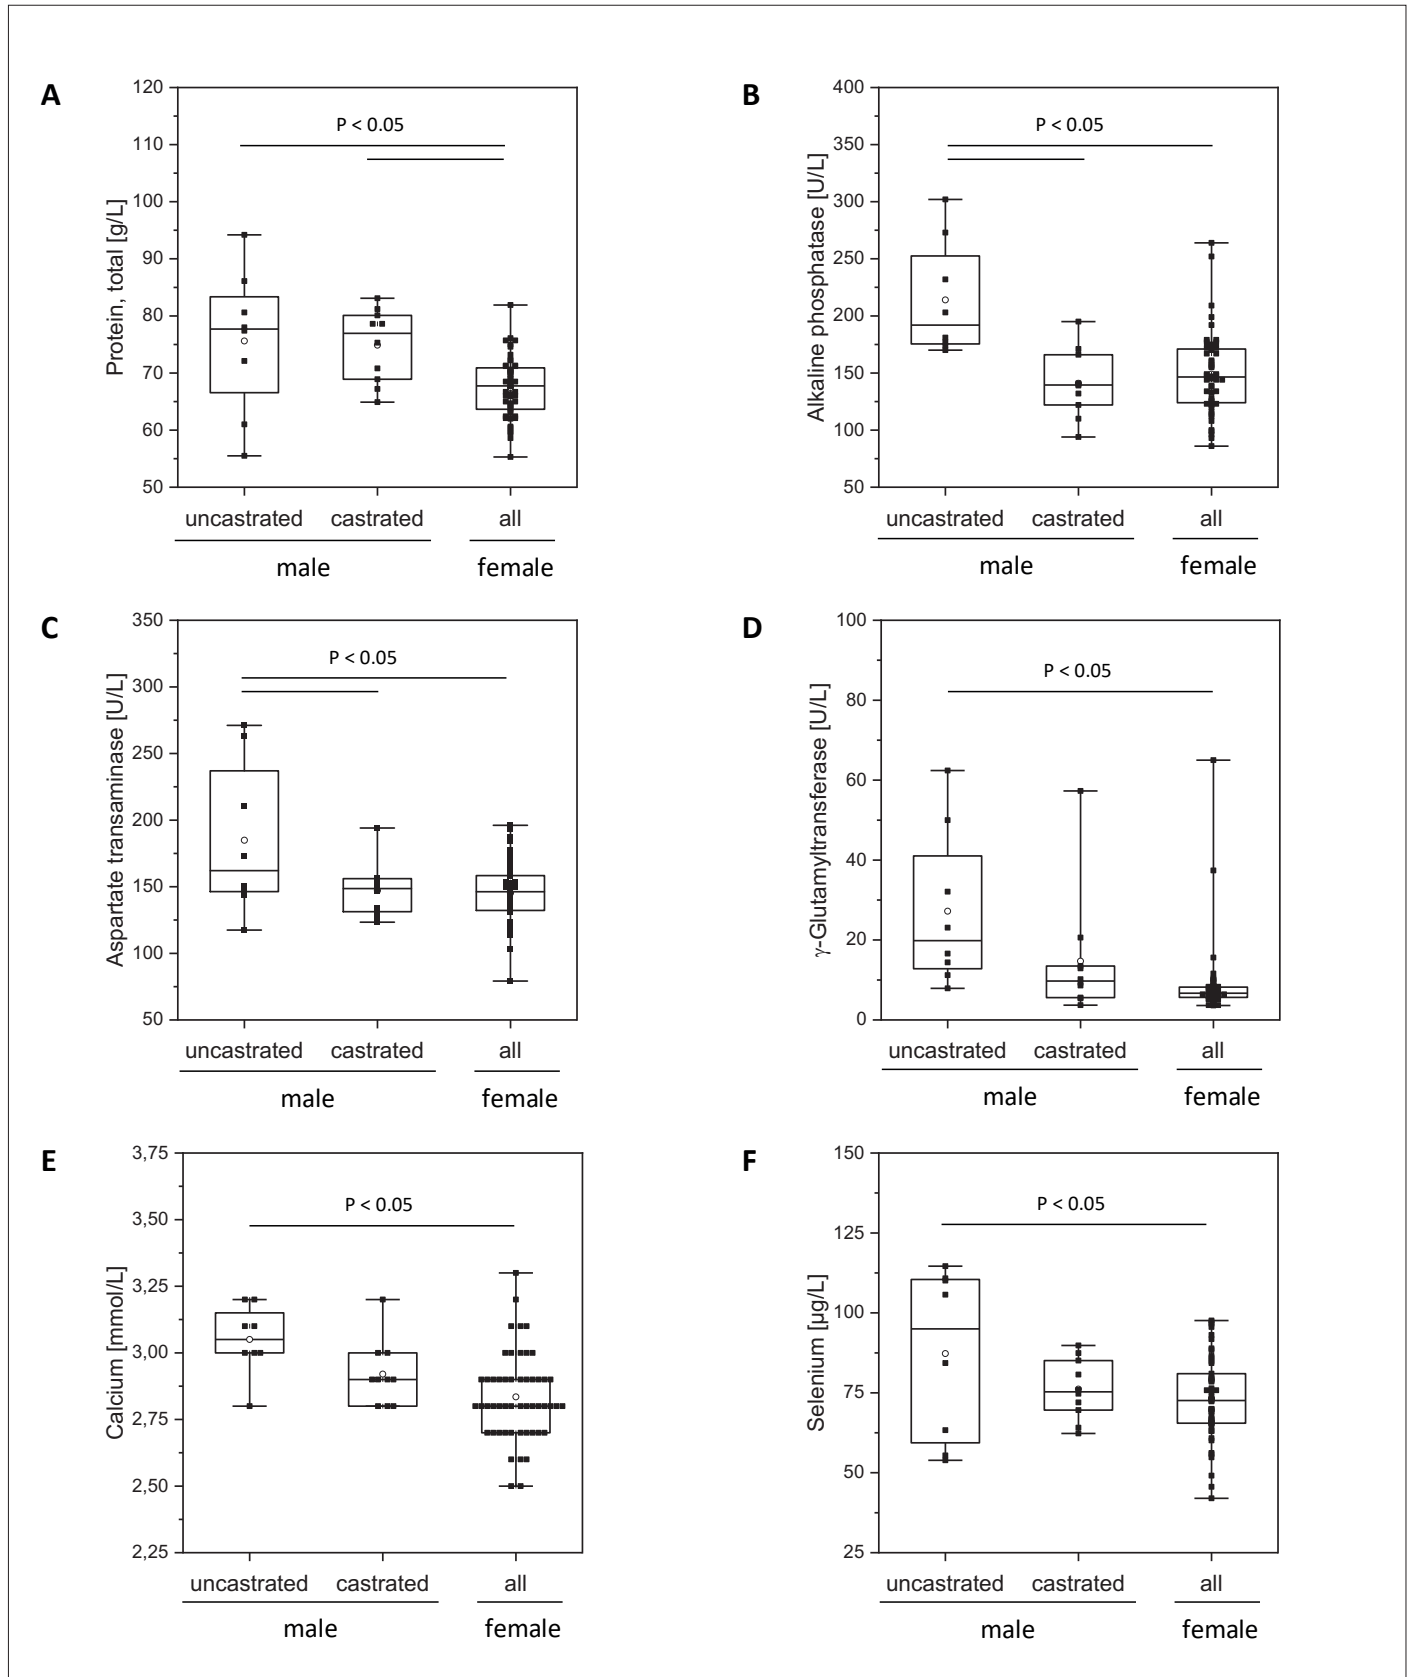 A
Protein, total [g/L]
120
110
100
90
80
70
60
50
P < 0.05
uncastrated castrated all
male female
B
Alkaline phosphatase [U/L]
400
350
300
250
200
150
100
50
P < 0.05
uncastrated castrated all
male female
C
Aspartate transaminase [U/L]
350
300
250
200
150
100
50
P < 0.05
uncastrated castrated all
male female
D
γ-Glutamyltransferase [U/L]
100
80
60
40
20
0
P < 0.05
uncastrated castrated all
male female
E
Calcium [mmol/L]
3,75
3,50
3,25
3,00
2,75
2,50
2,25
P < 0.05
uncastrated castrated all
male female
F
Selenium [µg/L]
150
125
100
75
50
25
P < 0.05
uncastrated castrated all
male female